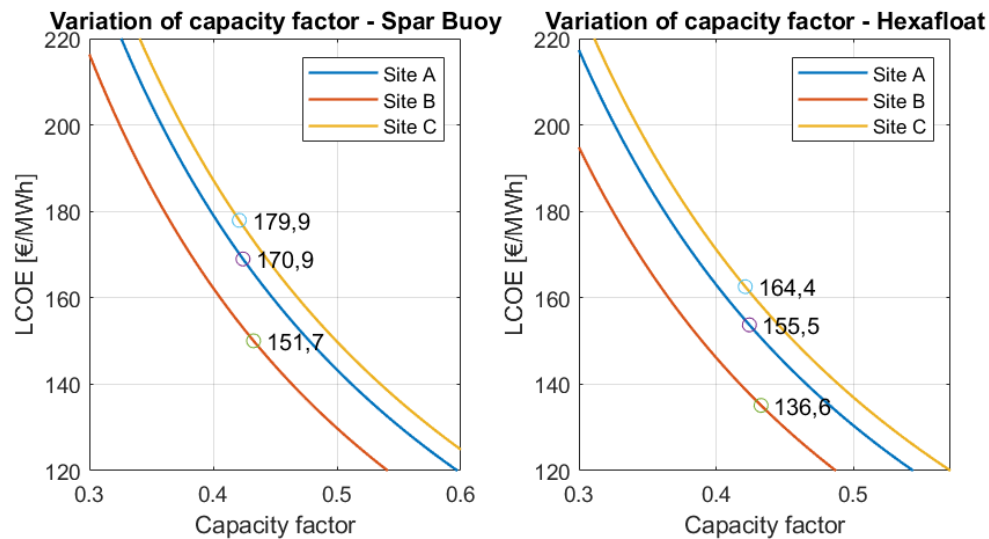 Variation of capacity factor - Spar Buoy
220
200
180
160
140
120
LCOE [€/MWh]
Site A
Site B
Site C
179,9
170,9
151,7
0.3 0.4 0.5 0.6
Capacity factor
Variation of capacity factor - Hexafloat
220
200
180
160
140
120
LCOE [€/MWh]
Site A
Site B
Site C
164,4
155,5
136,6
0.3 0.4 0.5
Capacity factor